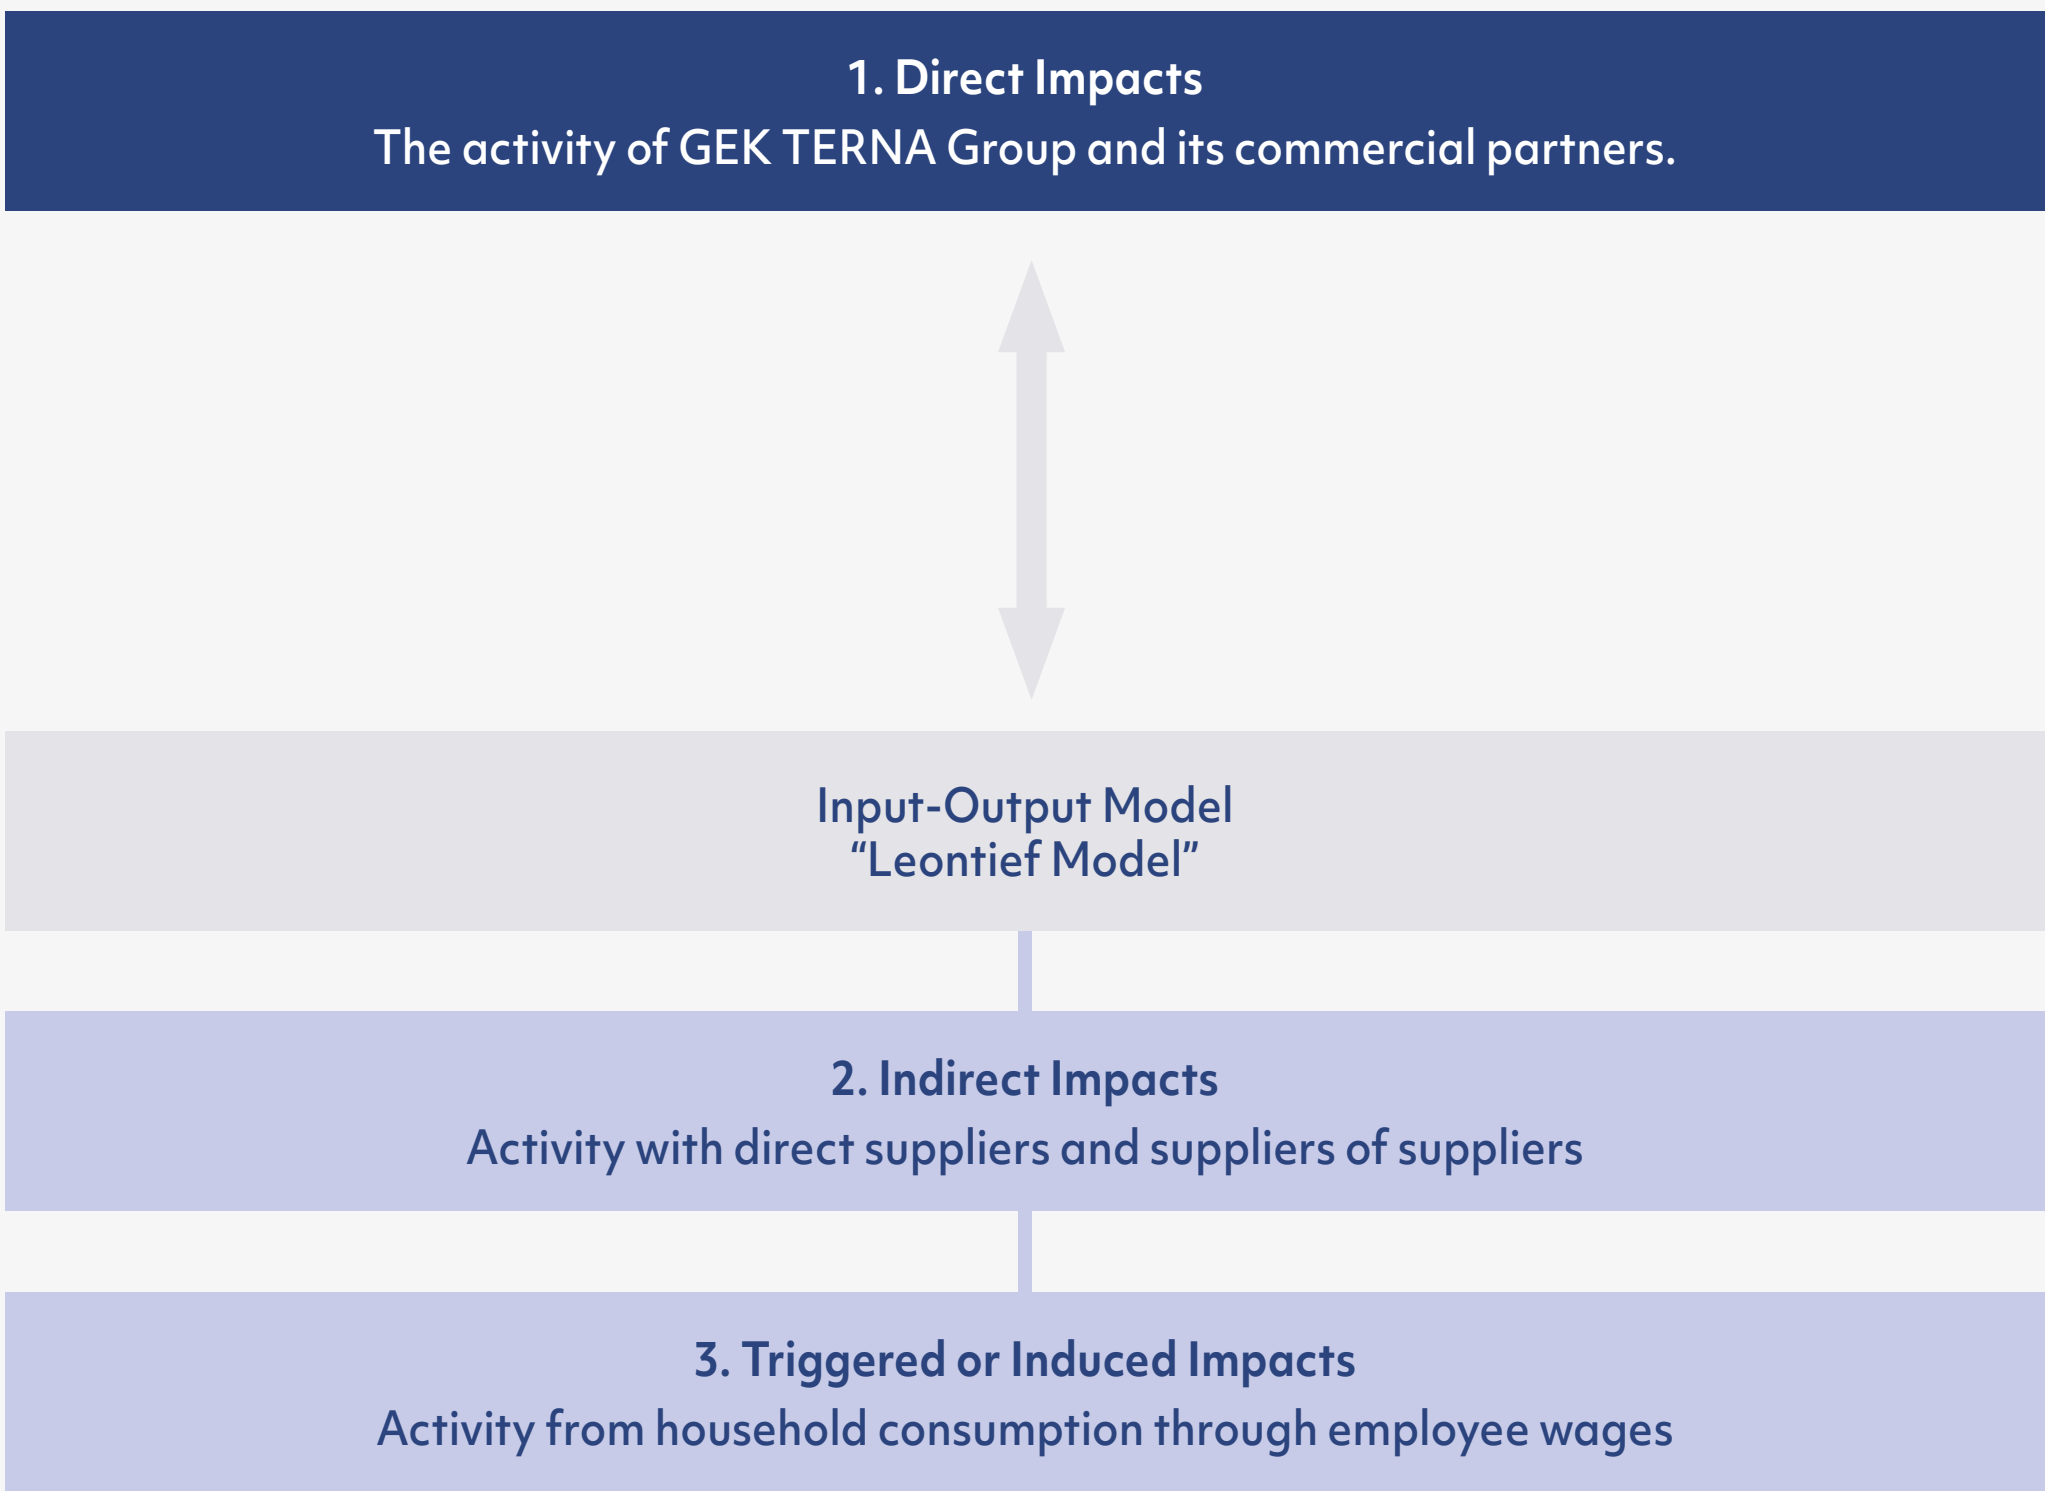 1. Direct Impacts
The activity of GEK TERNA Group and its commercial partners.
Input-Output Model
“Leontief Model”
2. Indirect Impacts
Activity with direct suppliers and suppliers of suppliers
3. Triggered or Induced Impacts
Activity from household consumption through employee wages